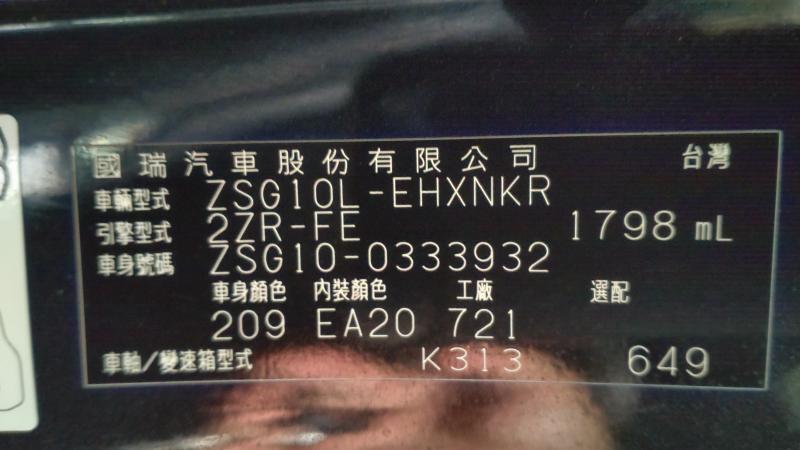 國瑞汽車股份有限公司 台灣
車輛型式 ZSG10L-EHXNKR
引擎型式 2ZR-FE 1798 mL
車身號碼 ZSG10-0333932
車身顏色 內裝顏色 工廠 選配
209 EA20 721
車軸/變速箱型式 K313 649